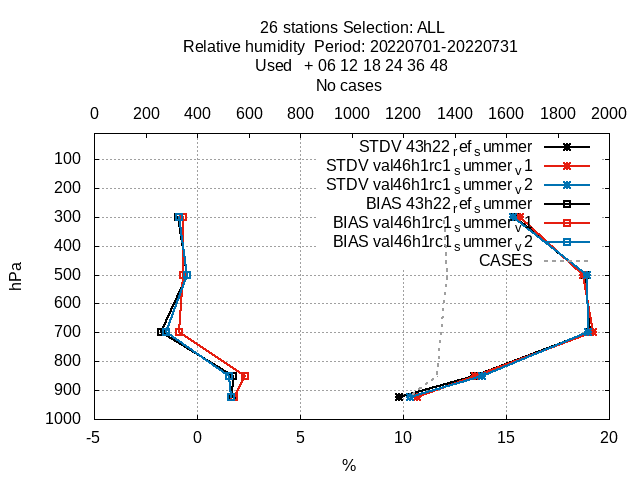 26 stations Selection: ALL
Relative humidity  Period: 20220701-20220731
Used   + 06 12 18 24 36 48
No cases
0 200 400 600 800 1000 1200 1400 1600 1800 2000
STDV 43h22_ref_summer
STDV val46h1rc1_summer_v1
STDV val46h1rc1_summer_v2
BIAS 43h22_ref_summer
BIAS val46h1rc1_summer_v1
BIAS val46h1rc1_summer_v2
CASES
hPa
100
200
300
400
500
600
700
800
900
1000
-5 0 5 10 15 20
%